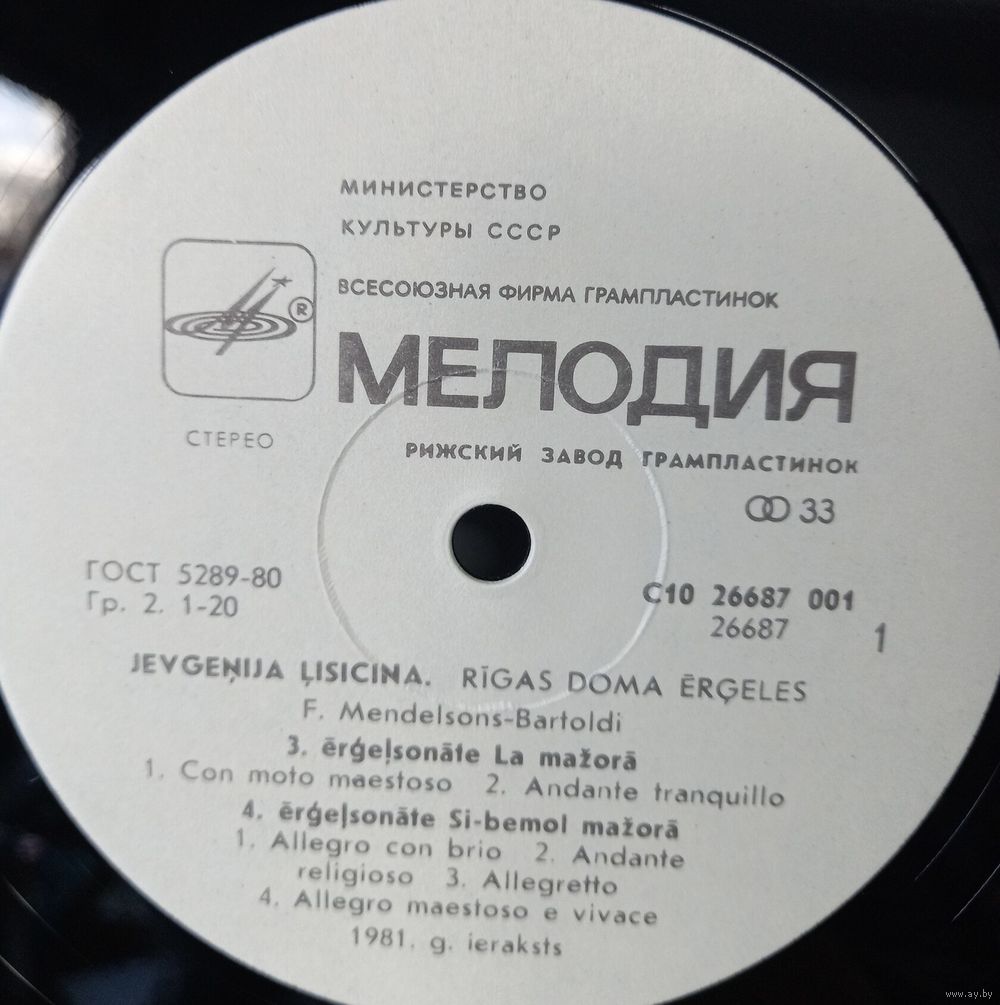 МИНИСТЕРСТВО
КУЛЬТУРЫ СССР
ВСЕСОЮЗНАЯ ФИРМА ГРАМПЛАСТИНОК
®
МЕЛОДИЯ
СТЕРЕО
РИЖСКИЙ ЗАВОД ГРАМПЛАСТИНОК
33
ГОСТ 5289-80
Гр. 2. 1-20
С10 26687 001
26687
1
JEVGEŅIJA ĻISICINA. RĪGAS DOMA ĒRĢELES
F. Mendelsons-Bartoldi
3. ērģeļsonāte La mažorā
1. Con moto maestoso 2. Andante tranquillo
4. ērģeļsonāte Si-bemol mažorā
1. Allegro con brio 2. Andante
religioso 3. Allegretto
4. Allegro maestoso e vivace
1981. g. ieraksts
www.ay.by